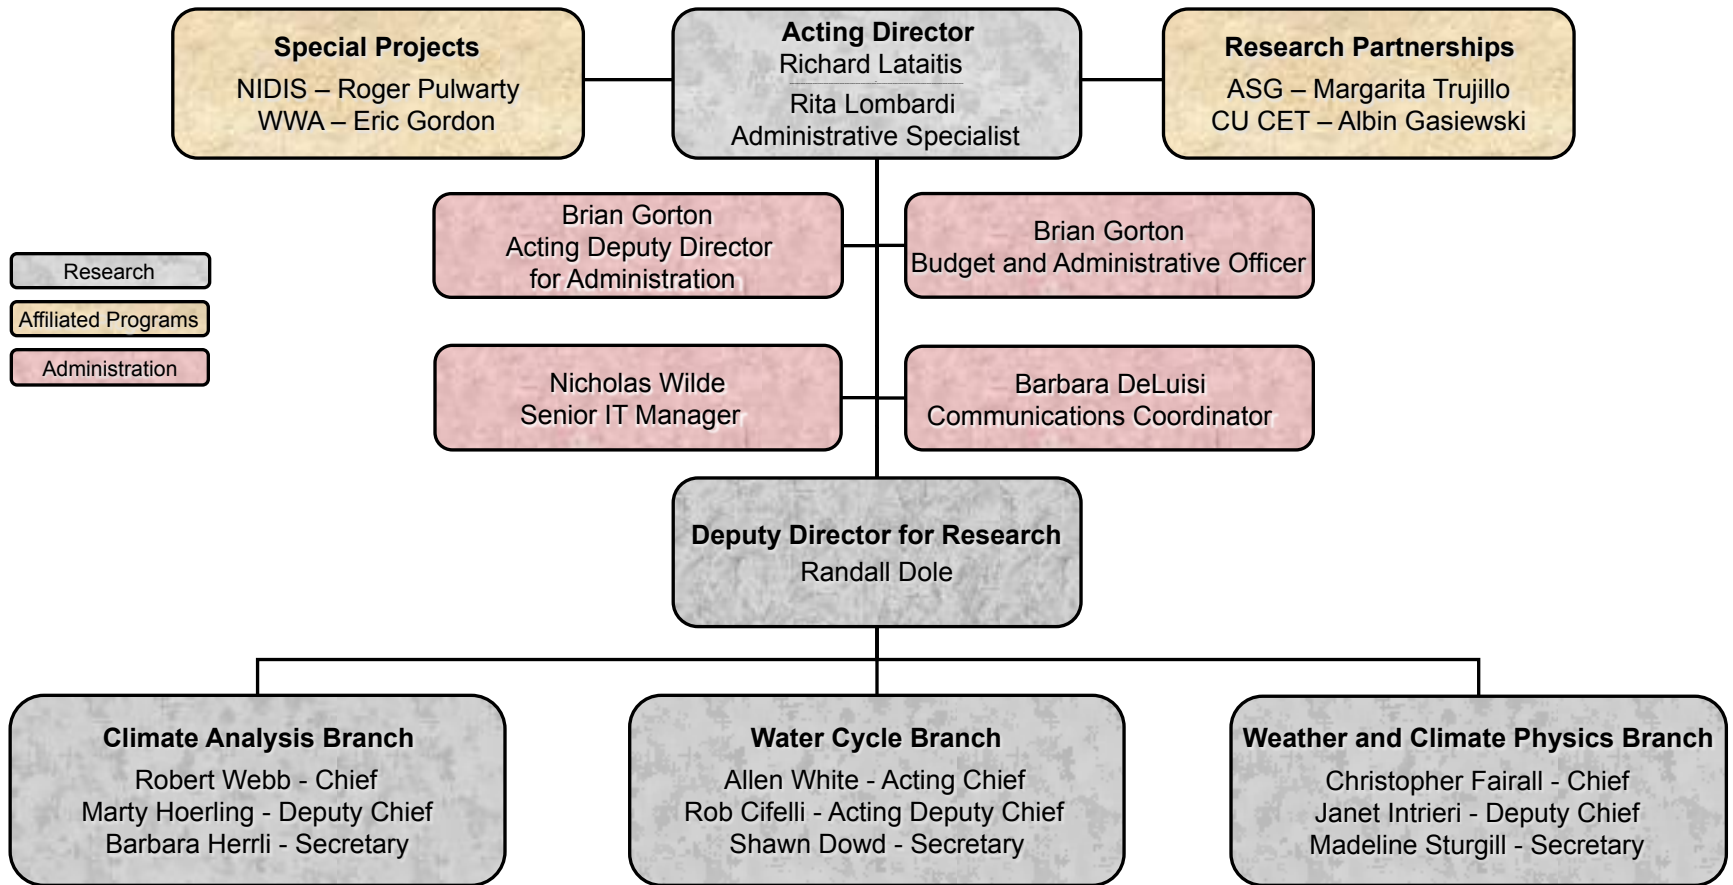 Special Projects
NIDIS – Roger Pulwarty
WWA – Eric Gordon
Acting Director
Richard Lataitis
Rita Lombardi
Administrative Specialist
Research Partnerships
ASG – Margarita Trujillo
CU CET – Albin Gasiewski
Brian Gorton
Acting Deputy Director
for Administration
Brian Gorton
Budget and Administrative Officer
Research
Affiliated Programs
Administration
Nicholas Wilde
Senior IT Manager
Barbara DeLuisi
Communications Coordinator
Deputy Director for Research
Randall Dole
Climate Analysis Branch
Robert Webb - Chief
Marty Hoerling - Deputy Chief
Barbara Herrli - Secretary
Water Cycle Branch
Allen White - Acting Chief
Rob Cifelli - Acting Deputy Chief
Shawn Dowd - Secretary
Weather and Climate Physics Branch
Christopher Fairall - Chief
Janet Intrieri - Deputy Chief
Madeline Sturgill - Secretary